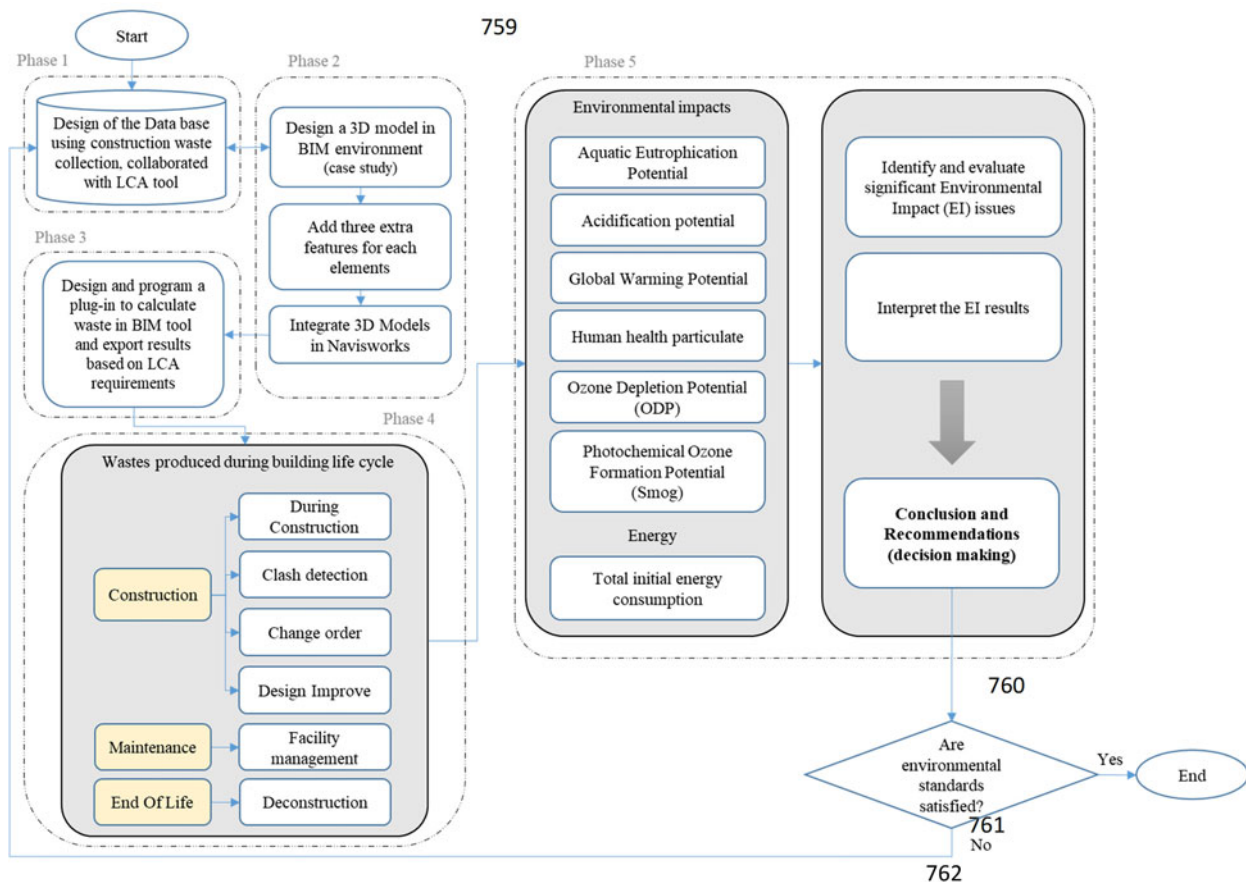 759
Start
Phase 1
Design of the Data base
using construction waste
collection, collaborated
with LCA tool
Phase 2
Design a 3D model in
BIM environment
(case study)
Add three extra
features for each
elements
Integrate 3D Models
in Navisworks
Phase 3
Design and program a
plug-in to calculate
waste in BIM tool
and export results
based on LCA
requirements
Phase 4
Wastes produced during building life cycle
Construction
During
Construction
Clash detection
Change order
Design Improve
Maintenance
Facility
management
End Of Life
Deconstruction
Phase 5
Environmental impacts
Aquatic Eutrophication
Potential
Acidification potential
Global Warming Potential
Human health particulate
Ozone Depletion Potential
(ODP)
Photochemical Ozone
Formation Potential
(Smog)
Energy
Total initial energy
consumption
Identify and evaluate
significant Environmental
Impact (EI) issues
Interpret the EI results
Conclusion and
Recommendations
(decision making)
760
Are
environmental
standards
satisfied?
Yes
End
761
No
762